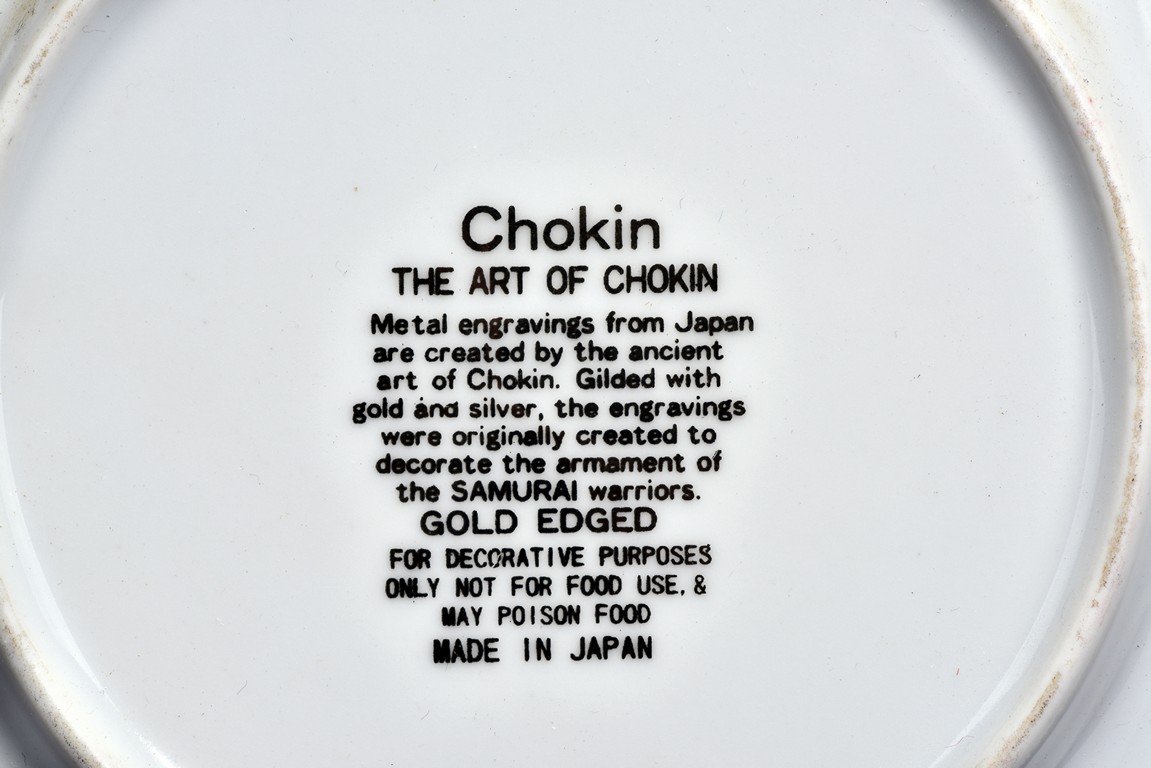 Chokin
THE ART OF CHOKIN
Metal engravings from Japan
are created by the ancient
art of Chokin. Gilded with
gold and silver, the engravings
were originally created to
decorate the armament of
the SAMURAI warriors.
GOLD EDGED
FOR DECORATIVE PURPOSES
ONLY NOT FOR FOOD USE, &
MAY POISON FOOD
MADE IN JAPAN